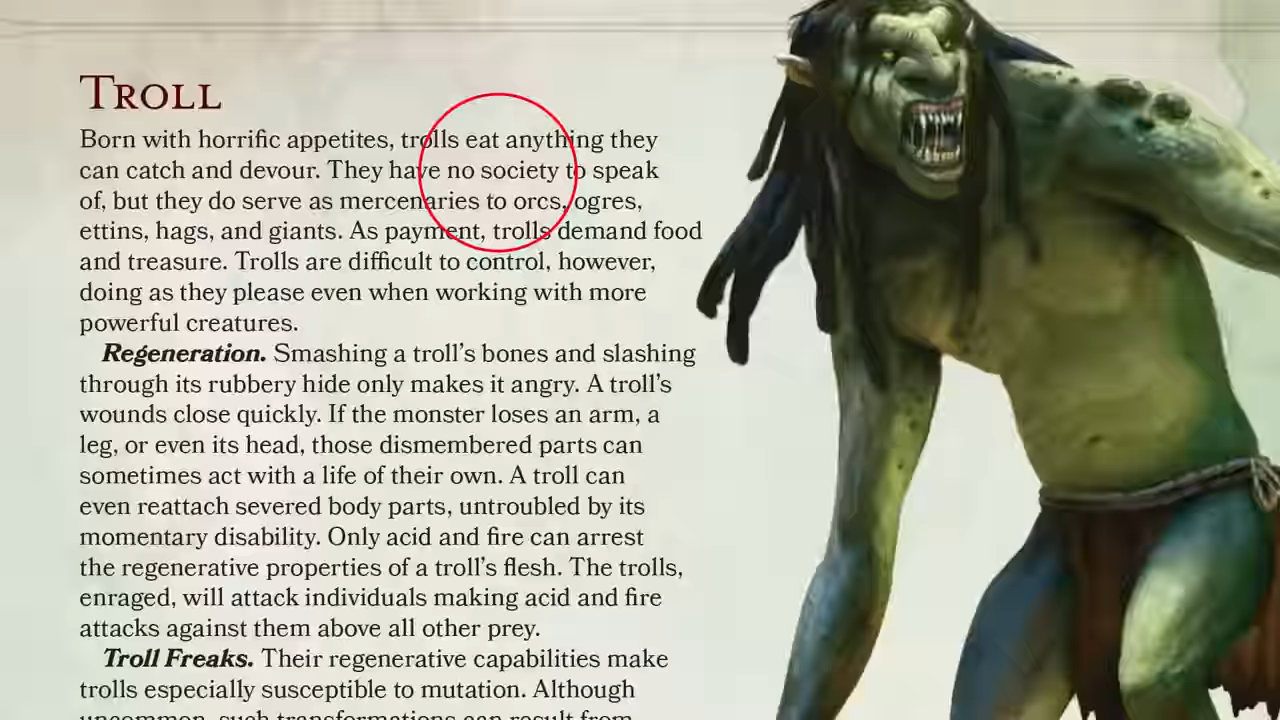 Troll
Born with horrific appetites, trolls eat anything they
can catch and devour. They have no society to speak
of, but they do serve as mercenaries to orcs, ogres,
ettins, hags, and giants. As payment, trolls demand food
and treasure. Trolls are difficult to control, however,
doing as they please even when working with more
powerful creatures.
Regeneration. Smashing a troll’s bones and slashing
through its rubbery hide only makes it angry. A troll’s
wounds close quickly. If the monster loses an arm, a
leg, or even its head, those dismembered parts can
sometimes act with a life of their own. A troll can
even reattach severed body parts, untroubled by its
momentary disability. Only acid and fire can arrest
the regenerative properties of a troll’s flesh. The trolls,
enraged, will attack individuals making acid and fire
attacks against them above all other prey.
Troll Freaks. Their regenerative capabilities make
trolls especially susceptible to mutation. Although
uncommon, such transformations can result from